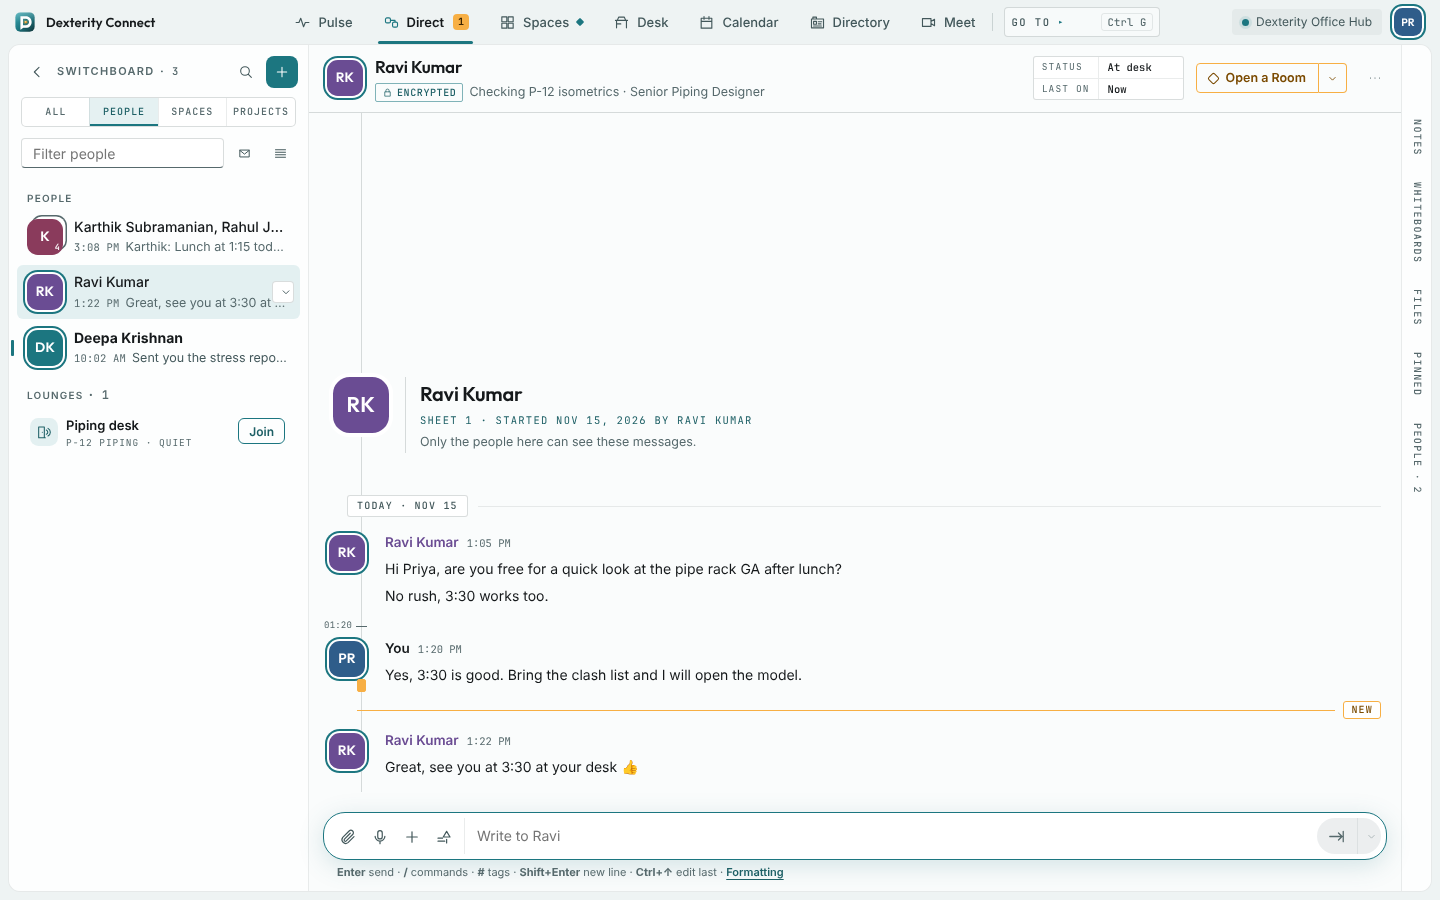 Dexterity Connect
Pulse
Direct 1
Spaces
Desk
Calendar
Directory
Meet
GO TO
Ctrl G
Dexterity Office Hub
PR
SWITCHBOARD · 3
ALL
PEOPLE
SPACES
PROJECTS
Filter people
PEOPLE
K
4
Karthik Subramanian, Rahul J...
3:08 PM Karthik: Lunch at 1:15 tod...
RK
Ravi Kumar
1:22 PM Great, see you at 3:30 at ...
DK
Deepa Krishnan
10:02 AM Sent you the stress repo...
LOUNGES · 1
Piping desk
P-12 PIPING · QUIET
Join
RK
Ravi Kumar
ENCRYPTED
Checking P-12 isometrics · Senior Piping Designer
STATUS At desk
LAST ON Now
Open a Room
RK
Ravi Kumar
SHEET 1 · STARTED NOV 15, 2026 BY RAVI KUMAR
Only the people here can see these messages.
TODAY · NOV 15
RK
Ravi Kumar 1:05 PM
Hi Priya, are you free for a quick look at the pipe rack GA after lunch?
No rush, 3:30 works too.
01:20
PR
You 1:20 PM
Yes, 3:30 is good. Bring the clash list and I will open the model.
NEW
RK
Ravi Kumar 1:22 PM
Great, see you at 3:30 at your desk 👍
Write to Ravi
Enter send · / commands · # tags · Shift+Enter new line · Ctrl+↑ edit last · Formatting
NOTES
WHITEBOARDS
FILES
PINNED
PEOPLE · 2